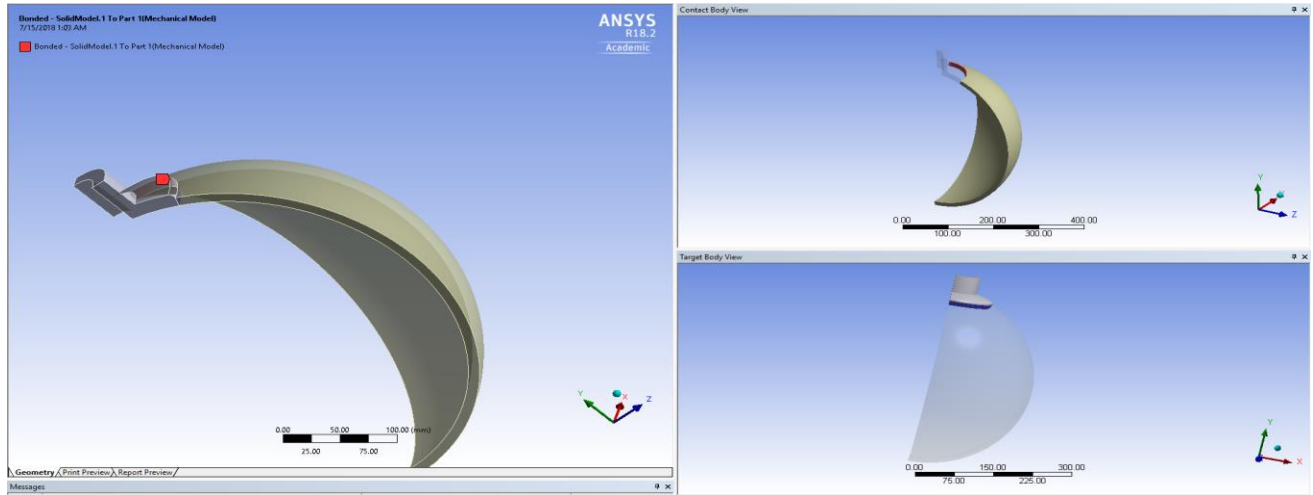 Bonded - SolidModel.1 To Part 1(Mechanical Model)
7/15/2018 1:03 AM
Bonded - SolidModel.1 To Part 1(Mechanical Model)
ANSYS
R18.2
Academic
Y
X
Z
0.00 50.00 100.00 (mm)
25.00 75.00
Geometry Print Preview Report Preview
Messages
Contact Body View
Y
X
Z
0.00 200.00 400.00
100.00 300.00
Target Body View
Y
X
Z
0.00 150.00 300.00
75.00 225.00